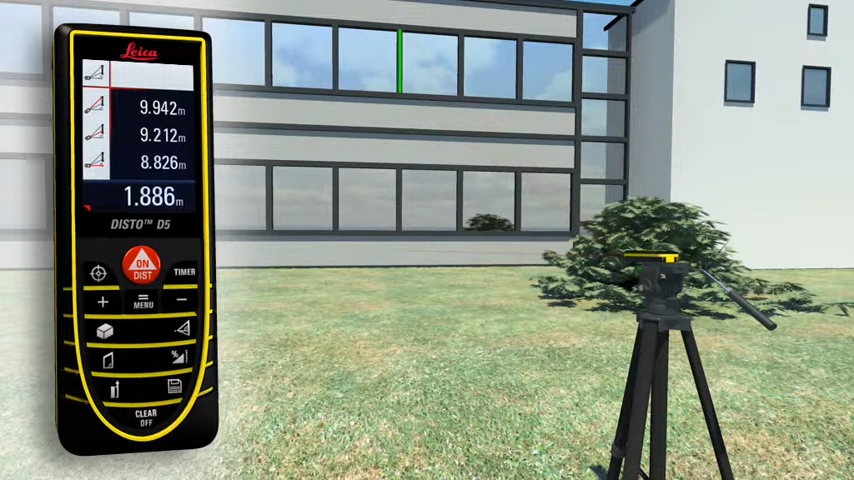 Leica
9.942m
9.212m
8.826m
1.886m
DISTO™ D5
ON
DIST
TIMER
+
=
−
MENU
%
CLEAR
OFF